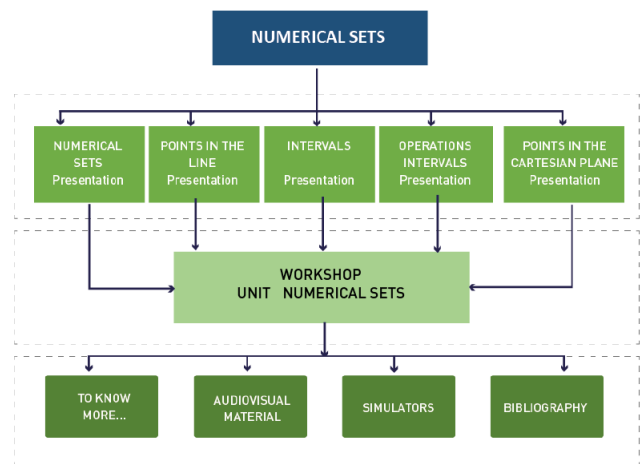 NUMERICAL SETS
NUMERICAL
SETS
Presentation
POINTS IN THE
LINE
Presentation
INTERVALS
Presentation
OPERATIONS
INTERVALS
Presentation
POINTS IN THE
CARTESIAN PLANE
Presentation
WORKSHOP
UNIT NUMERICAL SETS
TO KNOW
MORE...
AUDIOVISUAL
MATERIAL
SIMULATORS
BIBLIOGRAPHY